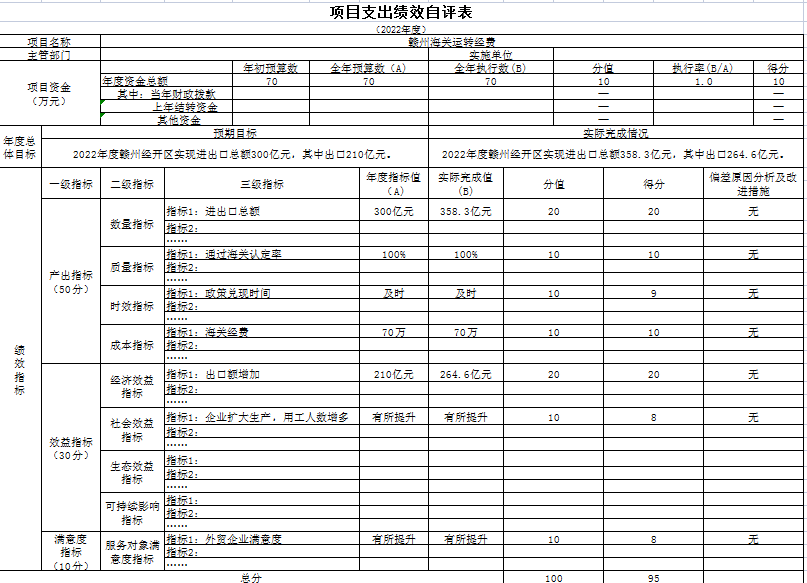 项目支出绩效自评表
(2022年度)
项目名称 赣州海关运转经费
主管部门 实施单位
项目资金（万元） 年初预算数 全年预算数（A） 全年执行数(B) 分值 执行率(B/A) 得分
年度资金总额 70 70 70 10 1.0 10
其中：当年财政拨款 — —
上年结转资金 — —
其他资金 — —
年度总体目标 预期目标 实际完成情况
2022年度赣州经开区实现进出口总额300亿元，其中出口210亿元。 2022年度赣州经开区实现进出口总额358.3亿元，其中出口264.6亿元。
绩效指标 一级指标 二级指标 三级指标 年度指标值（A） 实际完成值（B） 分值 得分 偏差原因分析及改进措施
产出指标（50分） 数量指标 指标1：进出口总额 300亿元 358.3亿元 20 20 无
指标2：
……
质量指标 指标1：通过海关认定率 100% 100% 10 10 无
指标2：
……
时效指标 指标1：政策兑现时间 及时 及时 10 9 无
指标2：
……
成本指标 指标1：海关经费 70万 70万 10 10 无
指标2：
……
效益指标（30分） 经济效益指标 指标1：出口额增加 210亿元 264.6亿元 20 20 无
指标2：
……
社会效益指标 指标1：企业扩大生产，用工人数增多 有所提升 有所提升 10 8 无
指标2：
……
生态效益指标 指标1：
指标2：
……
可持续影响指标 指标1：
指标2：
……
满意度指标（10分） 服务对象满意度指标 指标1：外贸企业满意度 有所提升 有所提升 10 8 无
指标2：
……
总分 100 95